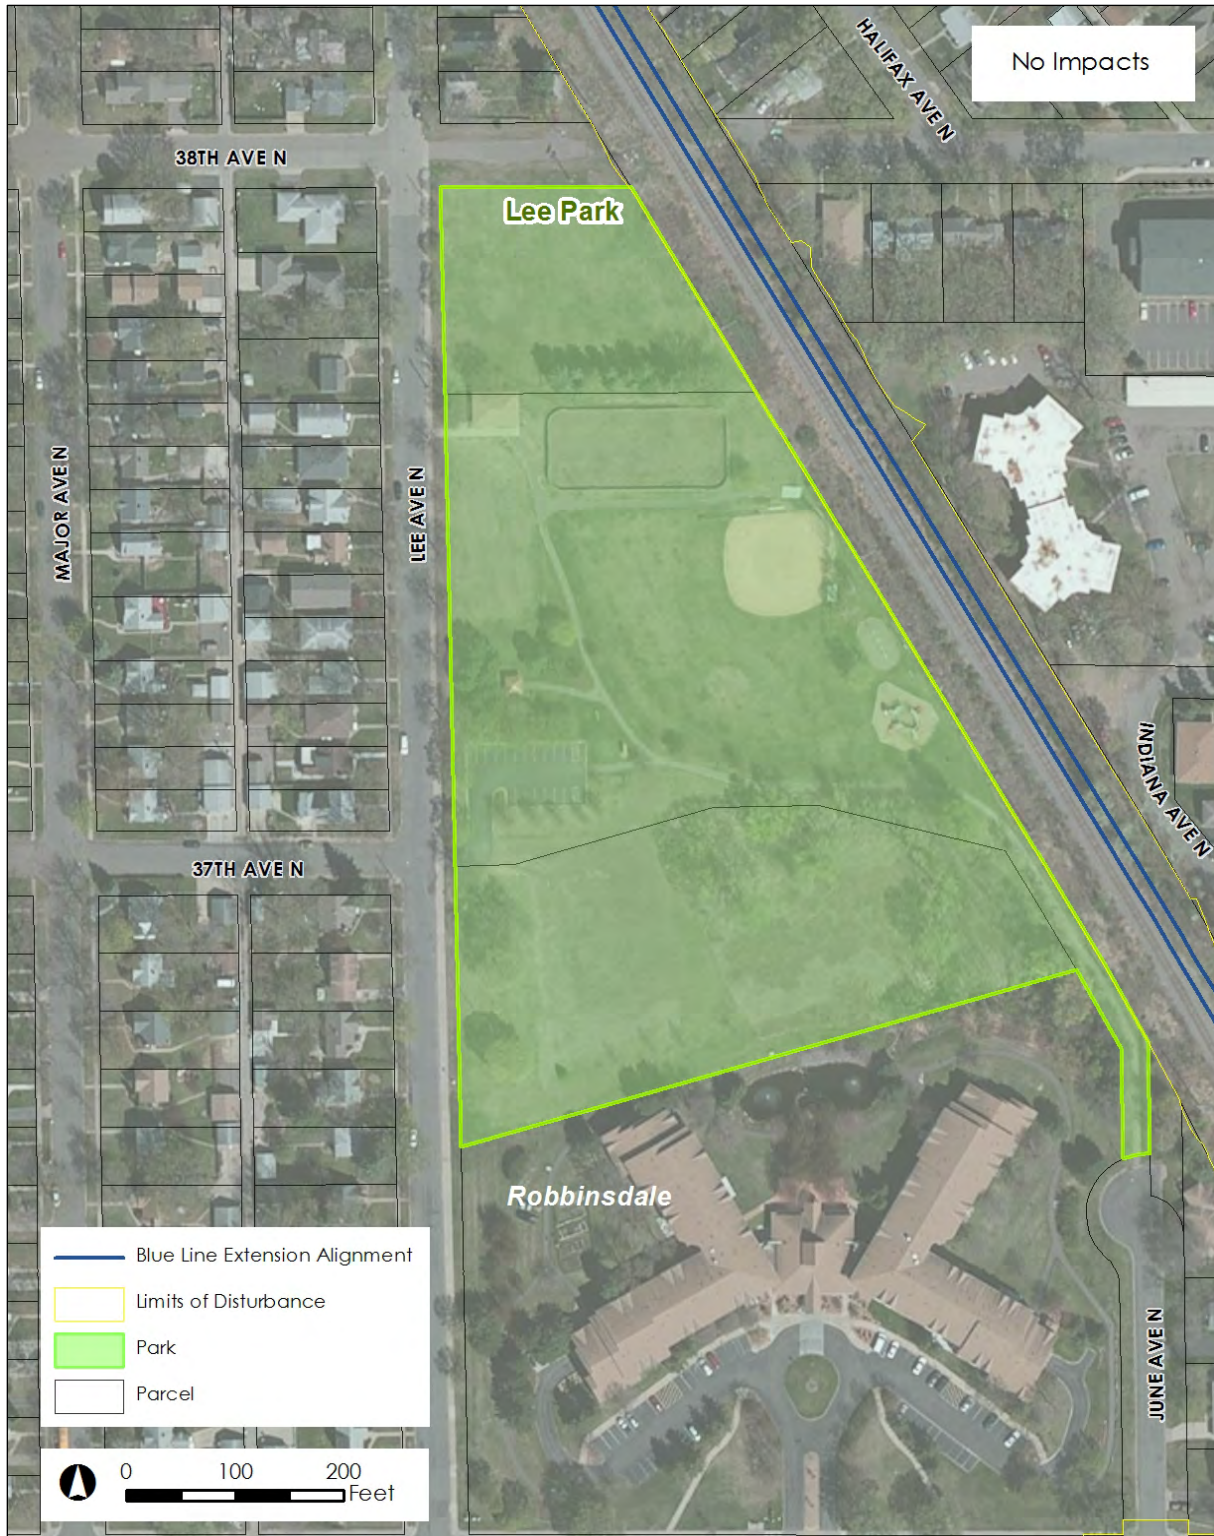 No Impacts
HALIFAX AVE N
38TH AVE N
Lee Park
MAJOR AVE N
LEE AVE N
INDIANA AVE N
37TH AVE N
Robbinsdale
Blue Line Extension Alignment
Limits of Disturbance
Park
Parcel
JUNE AVE N
0 100 200
Feet